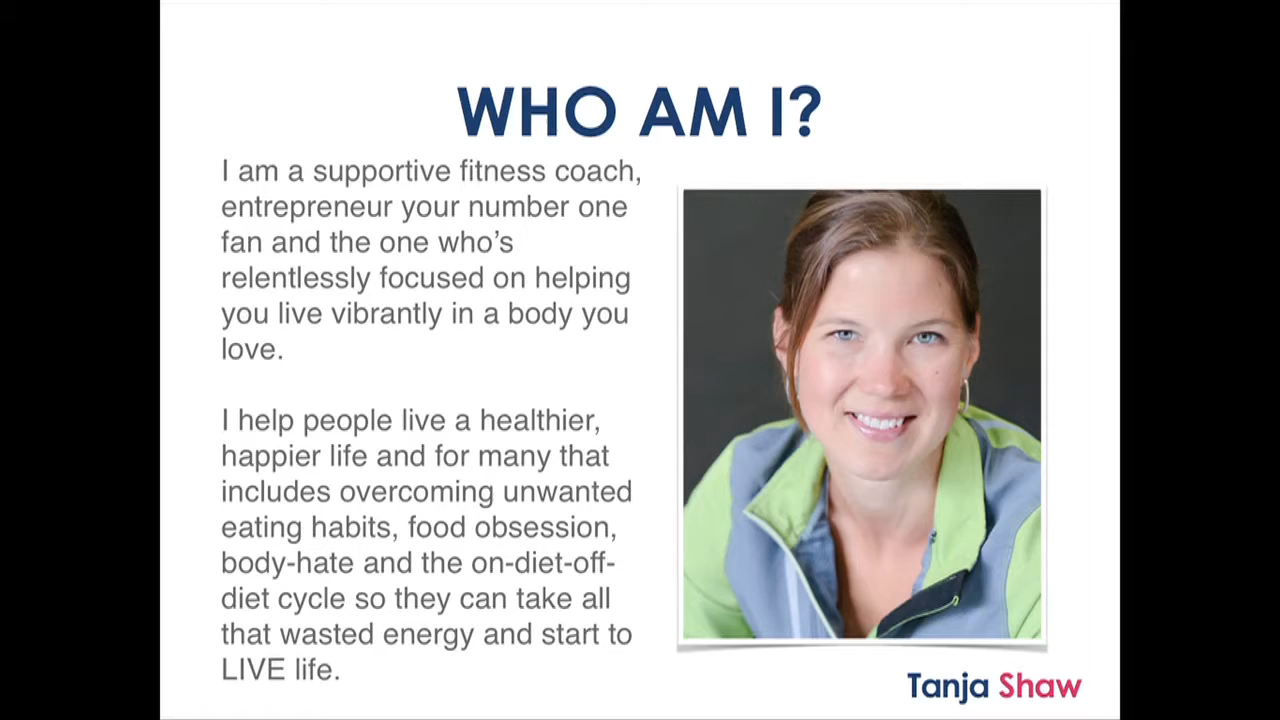 WHO AM I?
I am a supportive fitness coach,
entrepreneur your number one
fan and the one who’s
relentlessly focused on helping
you live vibrantly in a body you
love.
I help people live a healthier,
happier life and for many that
includes overcoming unwanted
eating habits, food obsession,
body-hate and the on-diet-off-
diet cycle so they can take all
that wasted energy and start to
LIVE life.
Tanja Shaw